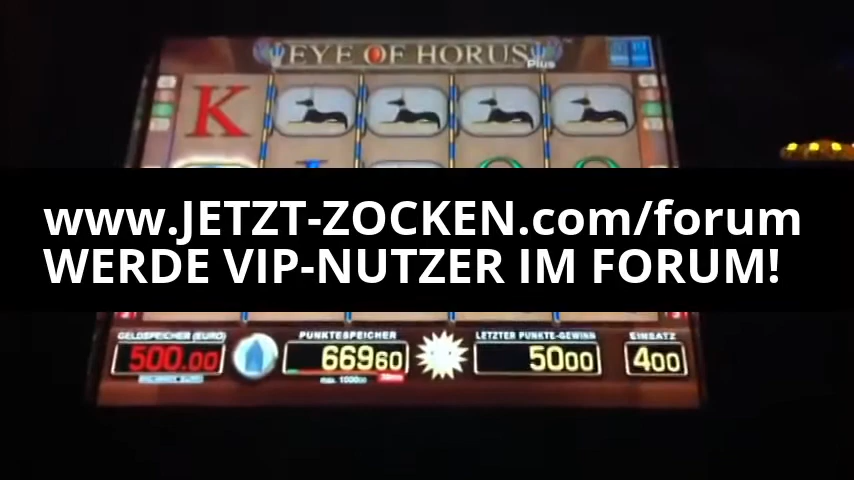 EYE OF HORUS
Plus
K
www.JETZT-ZOCKEN.com/forum
WERDE VIP-NUTZER IM FORUM!
GELDSPEICHER (EURO) PUNKTESPEICHER LETZTER PUNKTE-GEWINN EINSATZ
500.00 66960 5000 400